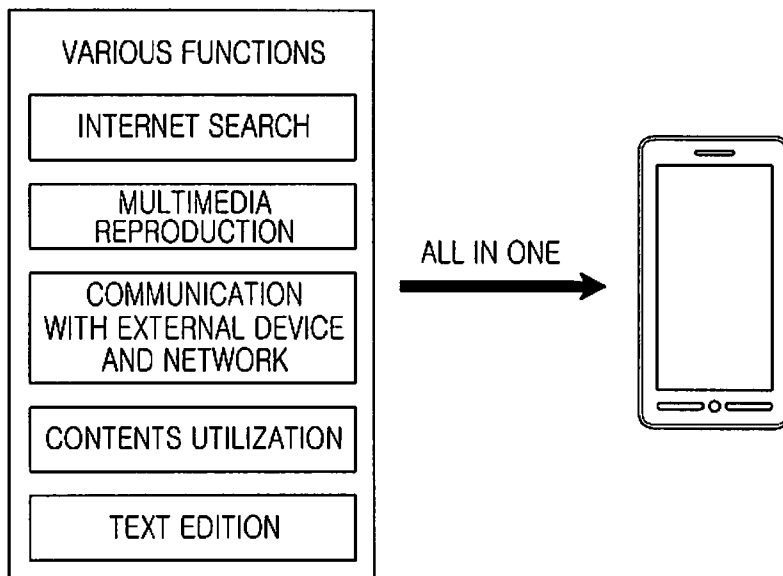 VARIOUS FUNCTIONS
INTERNET SEARCH
MULTIMEDIA
REPRODUCTION
COMMUNICATION
WITH EXTERNAL DEVICE
AND NETWORK
CONTENTS UTILIZATION
TEXT EDITION
ALL IN ONE